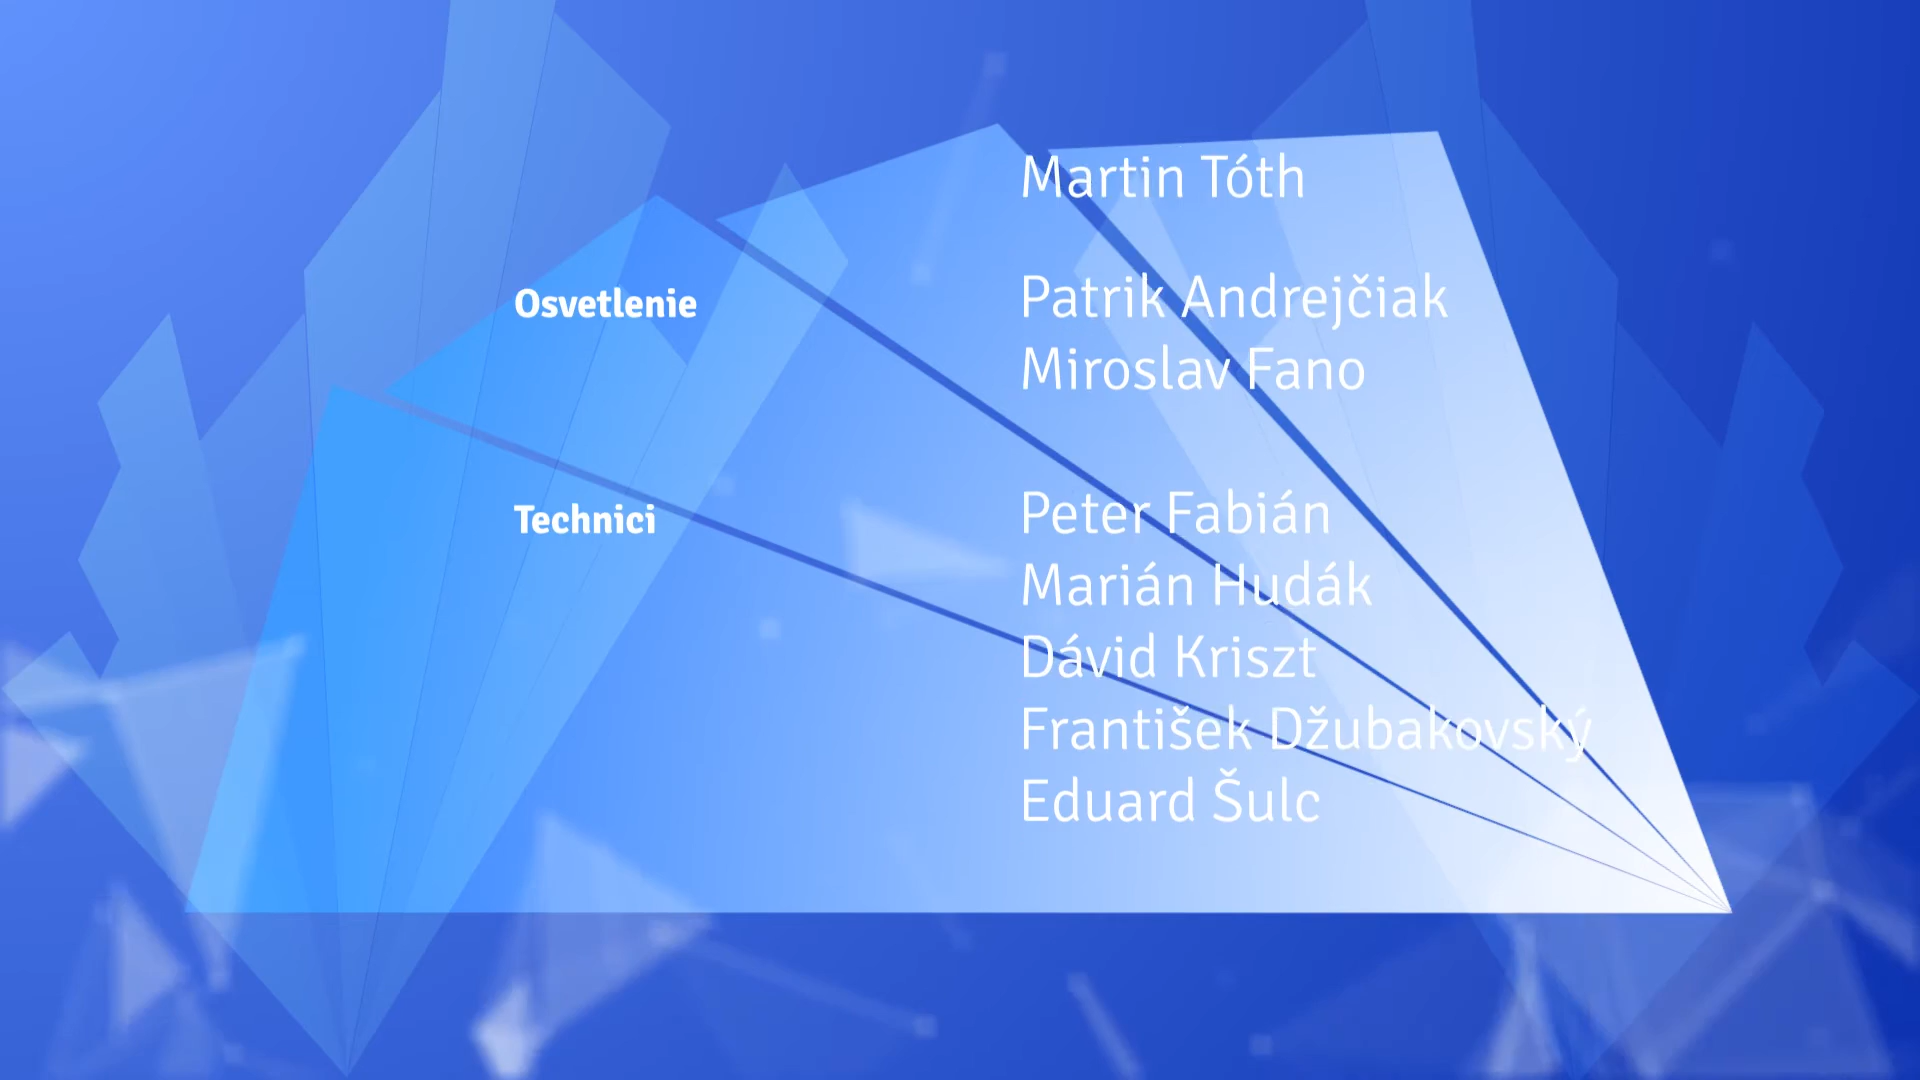 Martin Tóth
Osvetlenie Patrik Andrejčiak
Miroslav Fano
Technici Peter Fabián
Marián Hudák
Dávid Kriszt
František Džubakovský
Eduard Šulc